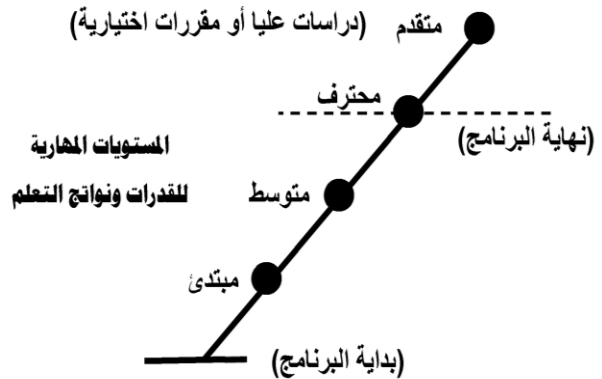 متقدم (دراسات عليا أو مقررات اختيارية)
محترف
(نهاية البرنامج)
المستويات المهارية
للقدرات ونواتج التعلم
متوسط
مبتدئ
(بداية البرنامج)